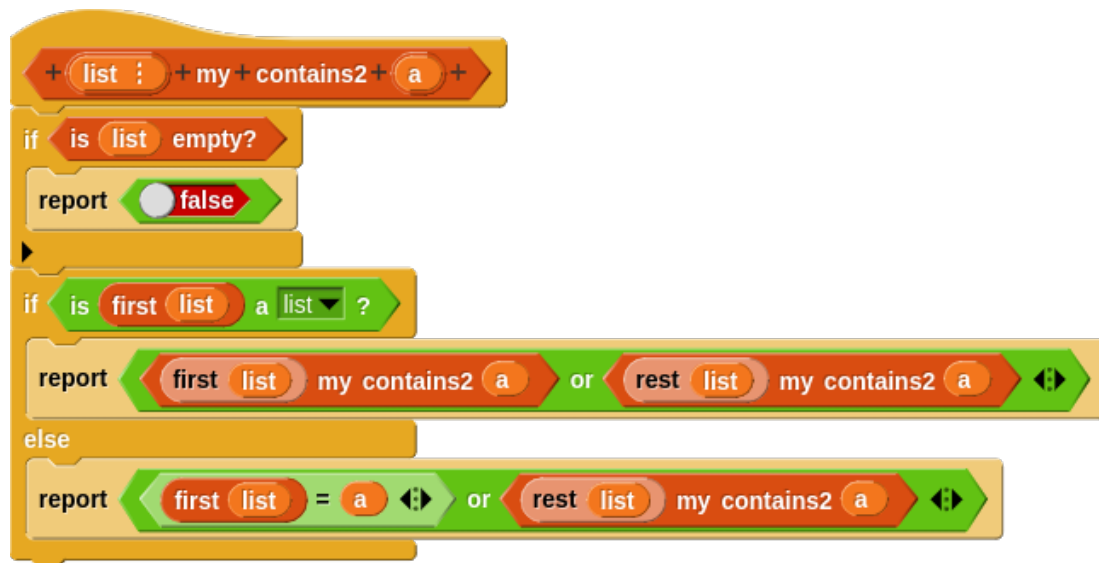 + list ⋮ + my + contains2 + a +
if is list empty?
report false
if is first list a list ?
report first list my contains2 a or rest list my contains2 a
else
report first list = a or rest list my contains2 a